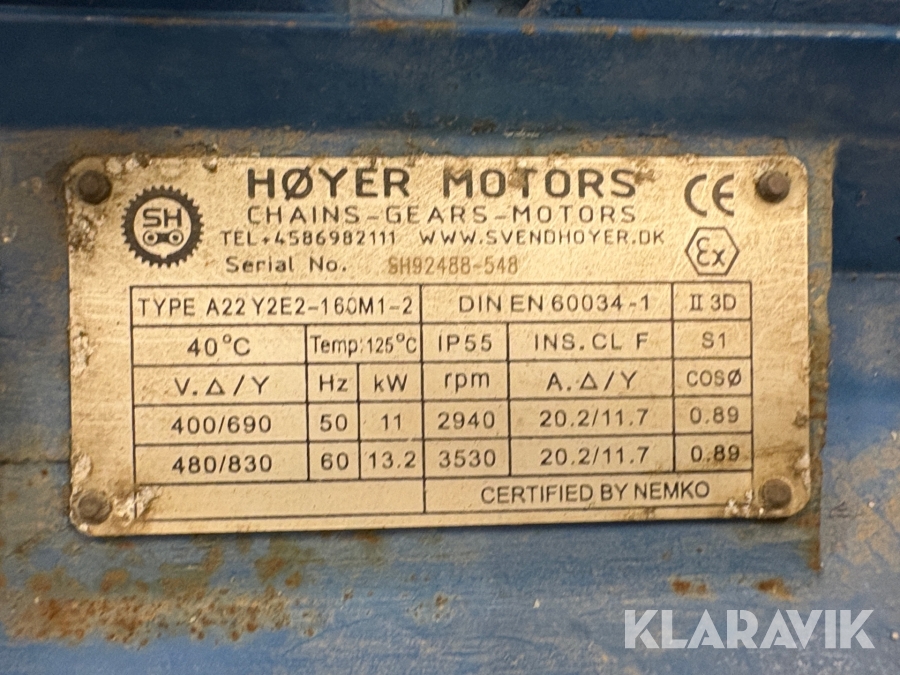 HØYER MOTORS
CHAINS-GEARS-MOTORS
TEL+4586982111 WWW.SVENDHOYER.DK
Serial No. SH92488-548
SH
CE
Ex
TYPE A22 Y2E2-160M1-2 DIN EN 60034-1 II 3D
40°C Temp:125°C IP55 INS.CL F S1
V.Δ/Y Hz kW rpm A.Δ/Y COSØ
400/690 50 11 2940 20.2/11.7 0.89
480/830 60 13.2 3530 20.2/11.7 0.89
CERTIFIED BY NEMKO
KLARAVIK